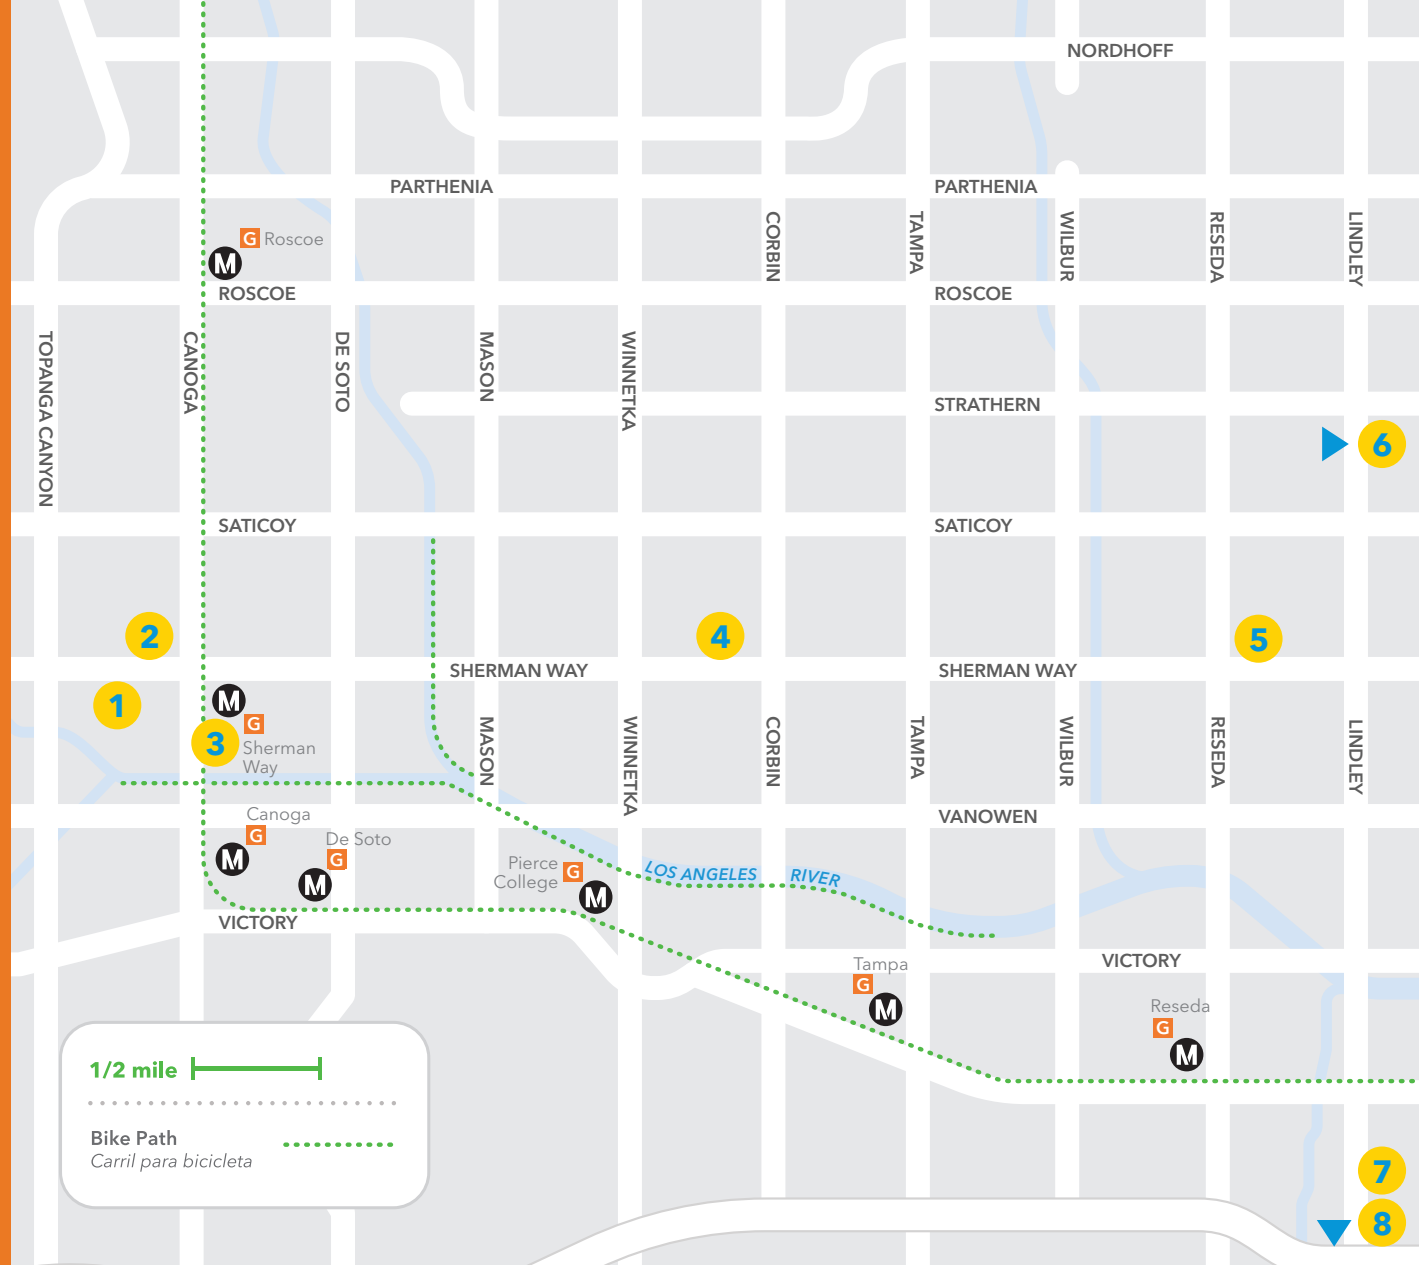 NORDHOFF
PARTHENIA
PARTHENIA
CORBIN
TAMPA
WILBUR
RESEDA
LINDLEY
G Roscoe
M
ROSCOE
ROSCOE
TOPANGA CANYON
CANOGA
DE SOTO
MASON
WINNETKA
STRATHERN
6
SATICOY
SATICOY
2
4
5
SHERMAN WAY
SHERMAN WAY
1
M
G
3
Sherman
Way
MASON
WINNETKA
CORBIN
TAMPA
WILBUR
RESEDA
LINDLEY
VANOWEN
Canoga
G
M
De Soto
G
M
Pierce
College
G
M
LOS ANGELES RIVER
VICTORY
VICTORY
Tampa
G
M
Reseda
G
M
1/2 mile
Bike Path
Carril para bicicleta
7
8